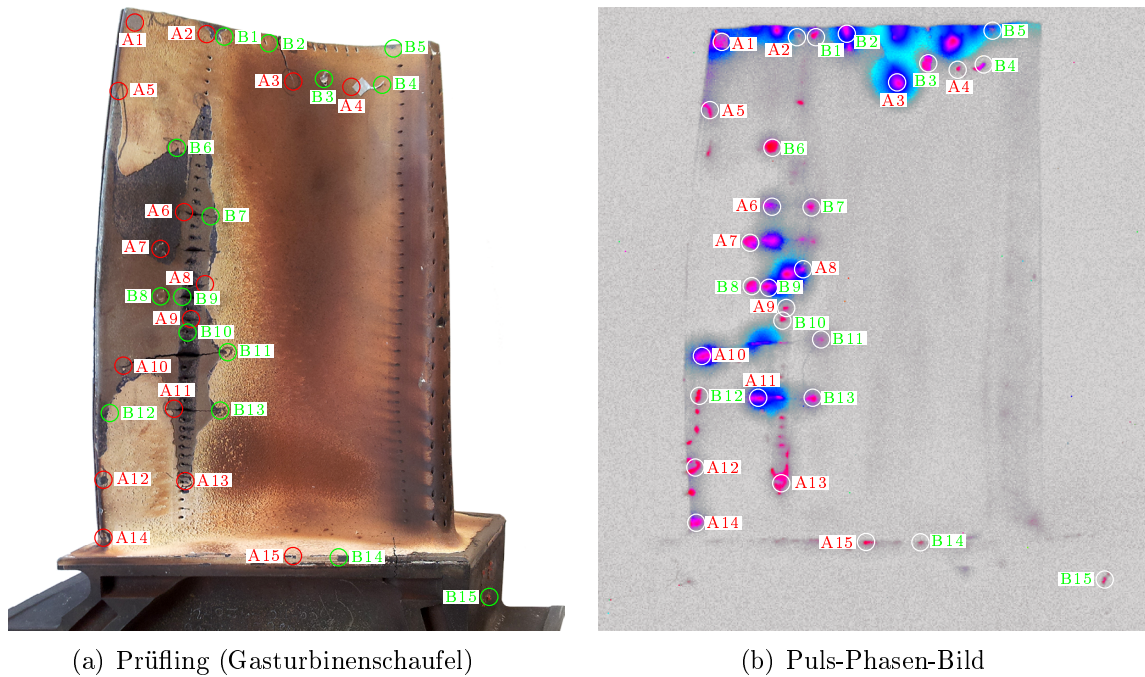 A1 A2 B1 B2 B5
A3 B3 A4 B4
A5
B6
A6 B7
A7
A8
B8 B9
A9
B10
B11
A10
A11
B12 B13
A12 A13
A14
A15 B14
B15
A1 A2 B1 B2 B5
A3 B3 A4 B4
A5
B6
A6 B7
A7
A8
B8 B9
A9
B10
B11
A10
A11
B12 B13
A12
A13
A14
A15 B14
B15
(a) Prüfling (Gasturbinenschaufel)
(b) Puls-Phasen-Bild